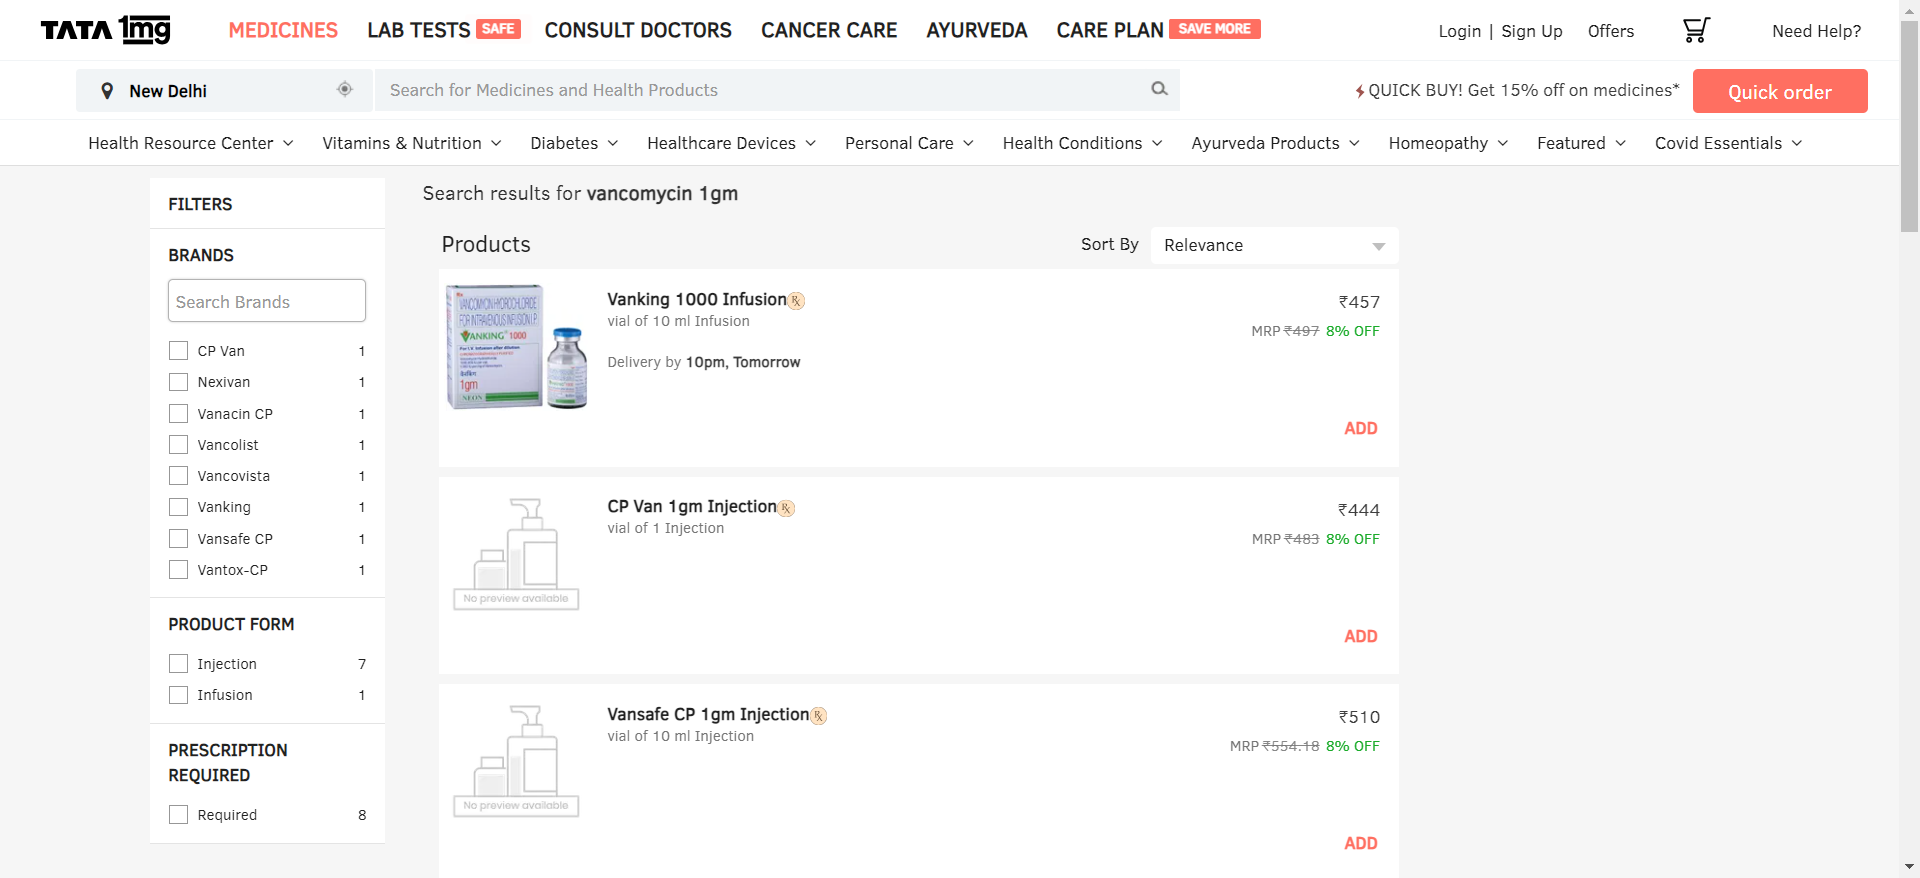 TATA 1mg
MEDICINES LAB TESTS SAFE CONSULT DOCTORS CANCER CARE AYURVEDA CARE PLAN SAVE MORE
Login | Sign Up Offers Need Help?
New Delhi
Search for Medicines and Health Products
QUICK BUY! Get 15% off on medicines*
Quick order
Health Resource Center Vitamins & Nutrition Diabetes Healthcare Devices Personal Care Health Conditions Ayurveda Products Homeopathy Featured Covid Essentials
FILTERS
BRANDS
Search Brands
CP Van 1
Nexivan 1
Vanacin CP 1
Vancolist 1
Vancovista 1
Vanking 1
Vansafe CP 1
Vantox-CP 1
PRODUCT FORM
Injection 7
Infusion 1
PRESCRIPTION
REQUIRED
Required 8
Search results for vancomycin 1gm
Products
Sort By Relevance
VANCOMYCIN HYDROCHLORIDE
FOR INTRAVENOUS INFUSION I.P.
VANKING 1000
1gm
NEON
Vanking 1000 Infusion Rx
vial of 10 ml Infusion
Delivery by 10pm, Tomorrow
₹457
MRP ₹497 8% OFF
ADD
No preview available
CP Van 1gm Injection Rx
vial of 1 Injection
₹444
MRP ₹483 8% OFF
ADD
No preview available
Vansafe CP 1gm Injection Rx
vial of 10 ml Injection
₹510
MRP ₹554.18 8% OFF
ADD